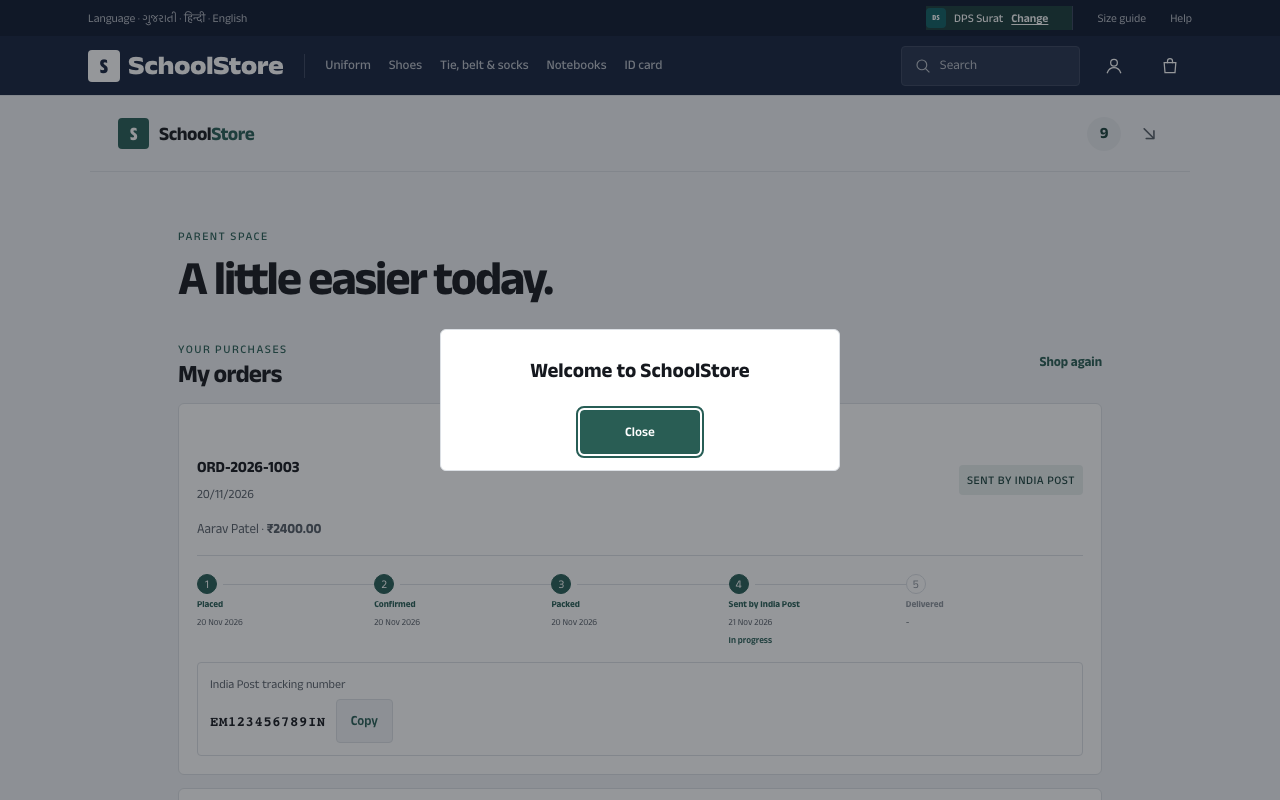 Language · ગુજરાતી · हिन्दी · English
DS DPS Surat Change Size guide Help
S SchoolStore Uniform Shoes Tie, belt & socks Notebooks ID card Search
S SchoolStore 9
PARENT SPACE
A little easier today.
YOUR PURCHASES
My orders
Shop again
Welcome to SchoolStore
Close
ORD-2026-1003
20/11/2026
SENT BY INDIA POST
Aarav Patel · ₹2400.00
1 2 3 4 5
Placed Confirmed Packed Sent by India Post Delivered
20 Nov 2026 20 Nov 2026 20 Nov 2026 21 Nov 2026 -
In progress
India Post tracking number
EM123456789IN Copy